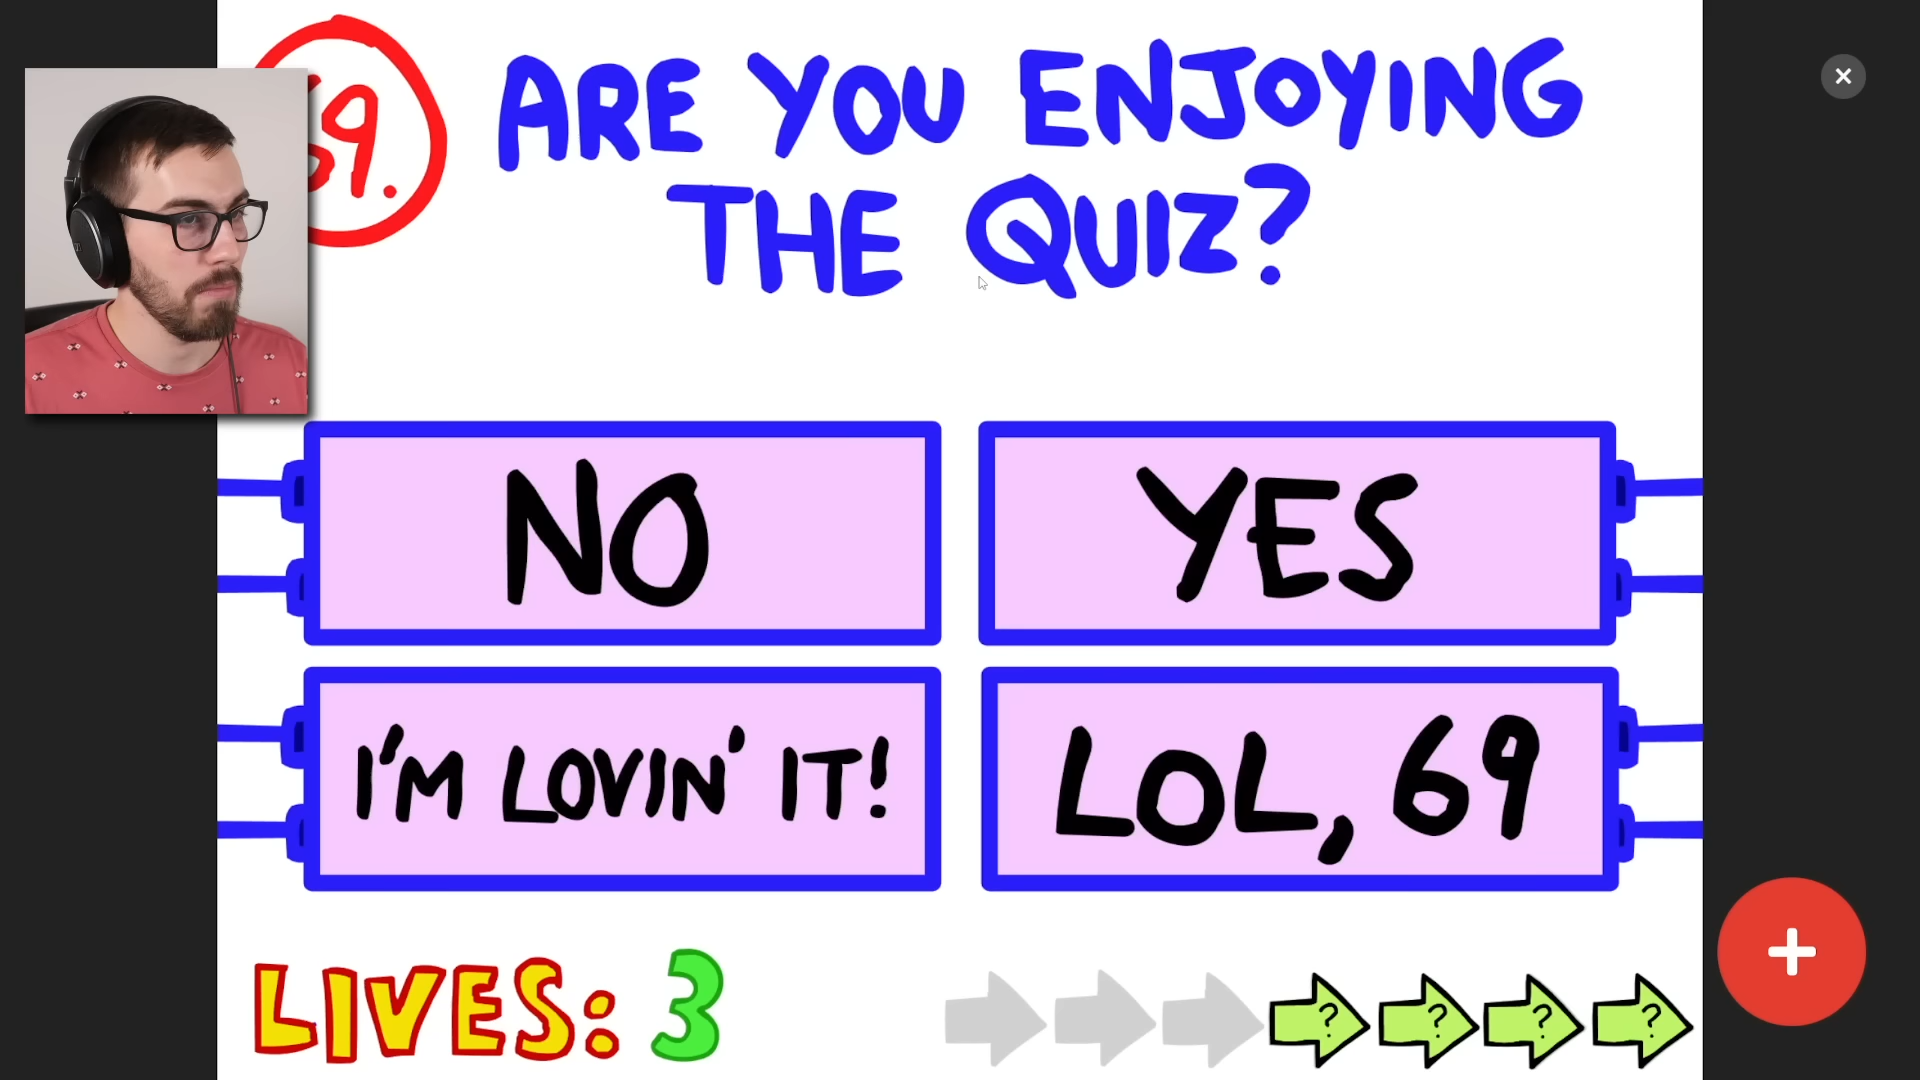 69.
ARE YOU ENJOYING
THE QUIZ?
NO
YES
I'M LOVIN' IT!
LOL, 69
LIVES: 3
? ? ? ?